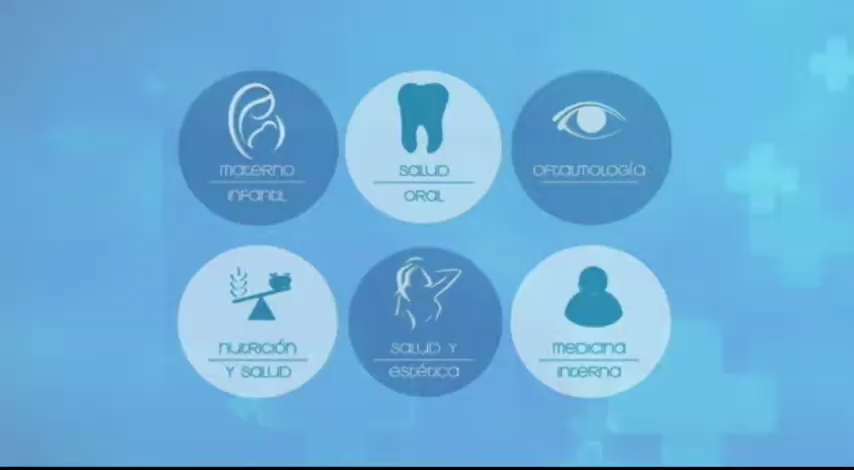 materno
infantil
salud
oral
oftalmología
nutrición
y salud
salud y
estética
medicina
interna